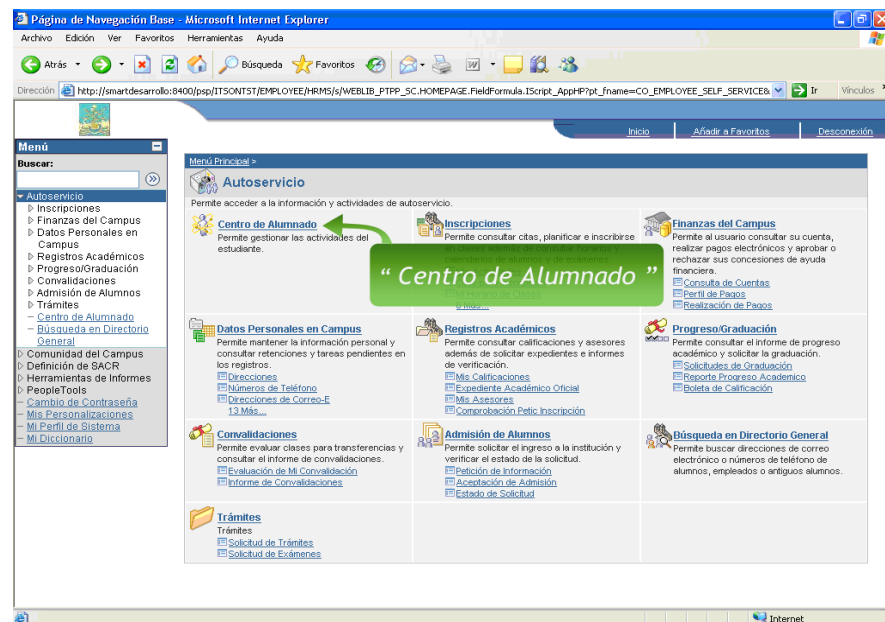 Página de Navegación Base - Microsoft Internet Explorer
Archivo Edición Ver Favoritos Herramientas Ayuda
Atrás Búsqueda Favoritos
Dirección http://smartdesarrollo:8400/psp/ITSONTST/EMPLOYEE/HRMS/s/WEBLIB_PTPP_SC.HOMEPAGE.FieldFormula.IScript_AppHP?pt_fname=CO_EMPLOYEE_SELF_SERVICE& Ir Vínculos
Inicio Añadir a Favoritos Desconexión
Menú
Buscar:
Autoservicio
Inscripciones
Finanzas del Campus
Datos Personales en
Campus
Registros Académicos
Progreso/Graduación
Convalidaciones
Admisión de Alumnos
Trámites
– Centro de Alumnado
– Búsqueda en Directorio
General
Comunidad del Campus
Definición de SACR
Herramientas de Informes
PeopleTools
– Cambio de Contraseña
– Mis Personalizaciones
– Mi Perfil de Sistema
– Mi Diccionario
Menú Principal >
Autoservicio
Permite acceder a la información y actividades de autoservicio.
Centro de Alumnado
Permite gestionar las actividades del
estudiante.
Inscripciones
Permite consultar citas, planificar e inscribirse
“ Centro de Alumnado ”
Finanzas del Campus
Permite al usuario consultar su cuenta,
realizar pagos electrónicos y aprobar o
rechazar sus concesiones de ayuda
financiera.
Consulta de Cuentas
Perfil de Pagos
Realización de Pagos
Datos Personales en Campus
Permite mantener la información personal y
consultar retenciones y tareas pendientes en
los registros.
Direcciones
Números de Teléfono
Direcciones de Correo-E
13 Más...
Registros Académicos
Permite consultar calificaciones y asesores
además de solicitar expedientes e informes
de verificación.
Mis Calificaciones
Expediente Académico Oficial
Mis Asesores
Comprobación Petic Inscripción
Progreso/Graduación
Permite consultar el informe de progreso
académico y solicitar la graduación.
Solicitudes de Graduación
Reporte Progreso Academico
Boleta de Calificación
Convalidaciones
Permite evaluar clases para transferencias y
consultar el informe de convalidaciones.
Evaluación de Mi Convalidación
Informe de Convalidaciones
Admisión de Alumnos
Permite solicitar el ingreso a la institución y
verificar el estado de la solicitud.
Petición de Información
Aceptación de Admisión
Estado de Solicitud
Búsqueda en Directorio General
Permite buscar direcciones de correo
electrónico o números de teléfono de
alumnos, empleados o antiguos alumnos.
Trámites
Trámites
Solicitud de Trámites
Solicitud de Exámenes
Internet